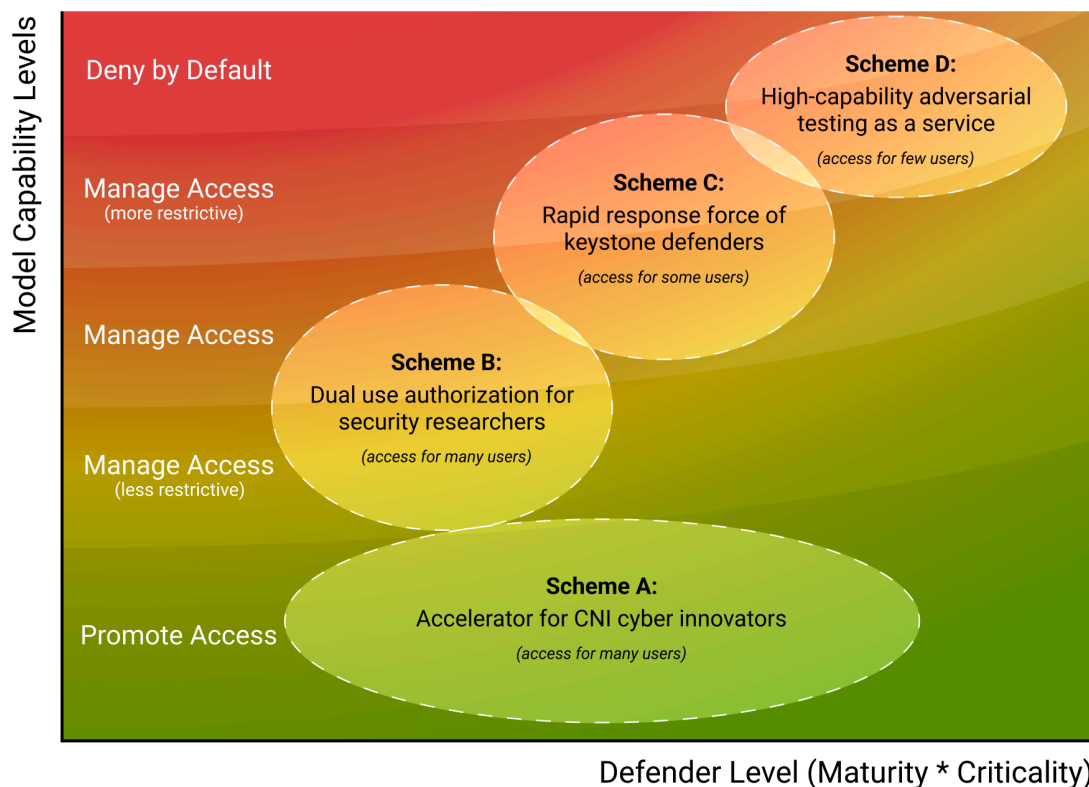 Model Capability Levels
Deny by Default
Manage Access
(more restrictive)
Manage Access
Manage Access
(less restrictive)
Promote Access
Scheme D:
High-capability adversarial
testing as a service
(access for few users)
Scheme C:
Rapid response force of
keystone defenders
(access for some users)
Scheme B:
Dual use authorization for
security researchers
(access for many users)
Scheme A:
Accelerator for CNI cyber innovators
(access for many users)
Defender Level (Maturity * Criticality)